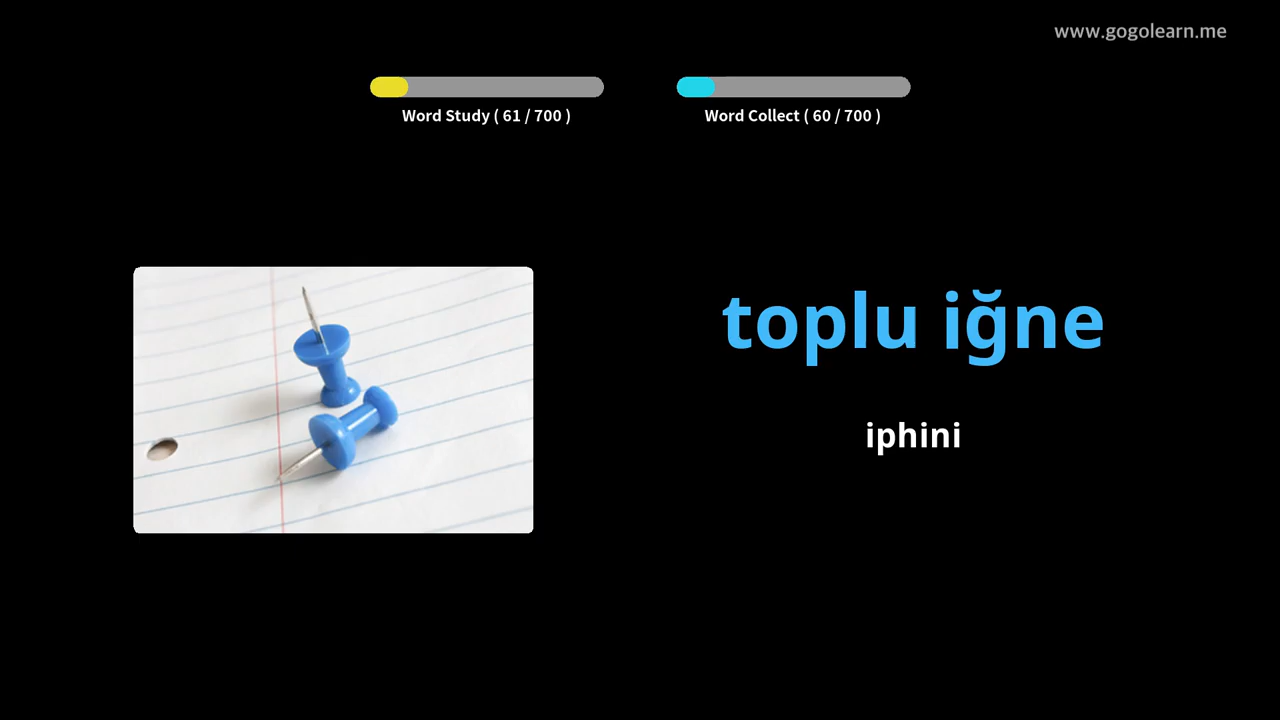 www.gogolearn.me
Word Study ( 61 / 700 )
Word Collect ( 60 / 700 )
toplu iğne
iphini